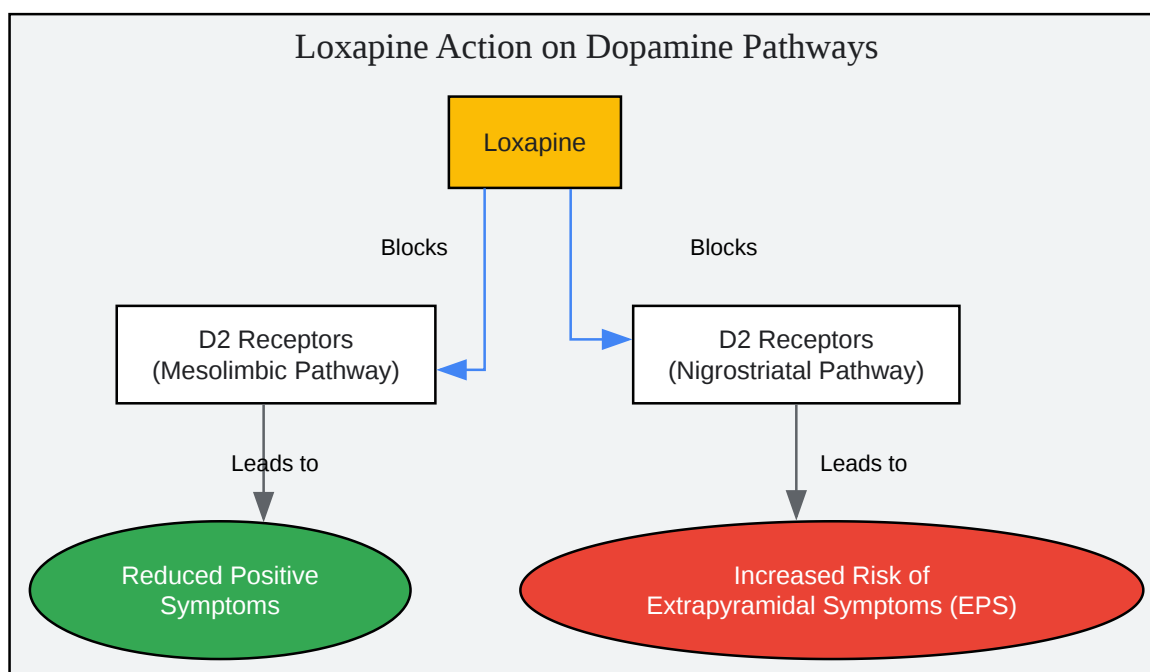 Loxapine Action on Dopamine Pathways
Loxapine
Blocks
Blocks
D2 Receptors
(Mesolimbic Pathway)
D2 Receptors
(Nigrostriatal Pathway)
Leads to
Leads to
Reduced Positive
Symptoms
Increased Risk of
Extrapyramidal Symptoms (EPS)